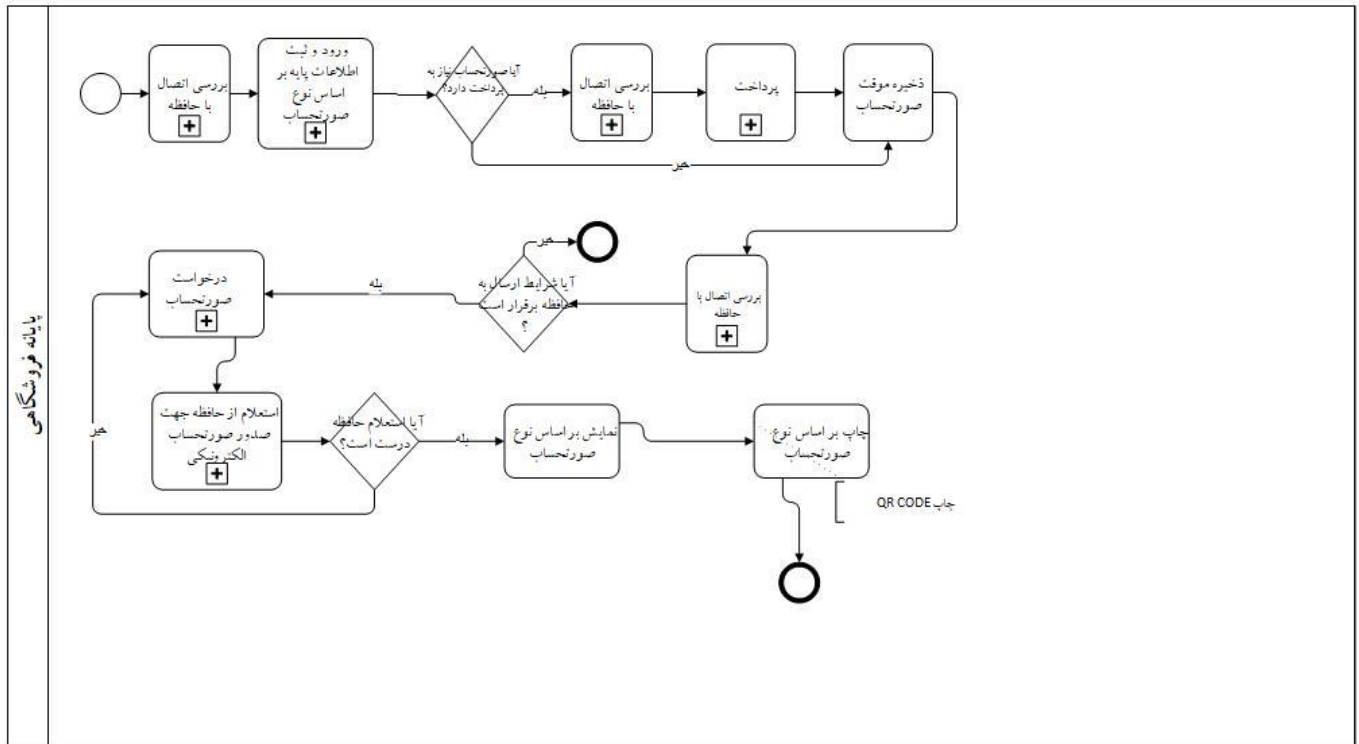 پایانه فروشگاهی
بررسی اتصال
با حافظه
ورود و ثبت
اطلاعات پایه بر
اساس نوع
صورتحساب
آیا صورتحساب نیاز به
پرداخت دارد؟
بله
بررسی اتصال
با حافظه
پرداخت
ذخیره موقت
صورتحساب
خیر
بررسی اتصال با
حافظه
آیا شرایط ارسال به
حافظه برقرار است
؟
خیر
بله
درخواست
صورتحساب
استعلام از حافظه جهت
صدور صورتحساب
الکترونیکی
آیا استعلام حافظه
درست است؟
خیر
بله
نمایش بر اساس نوع
صورتحساب
چاپ بر اساس نوع
صورتحساب
چاپ QR CODE